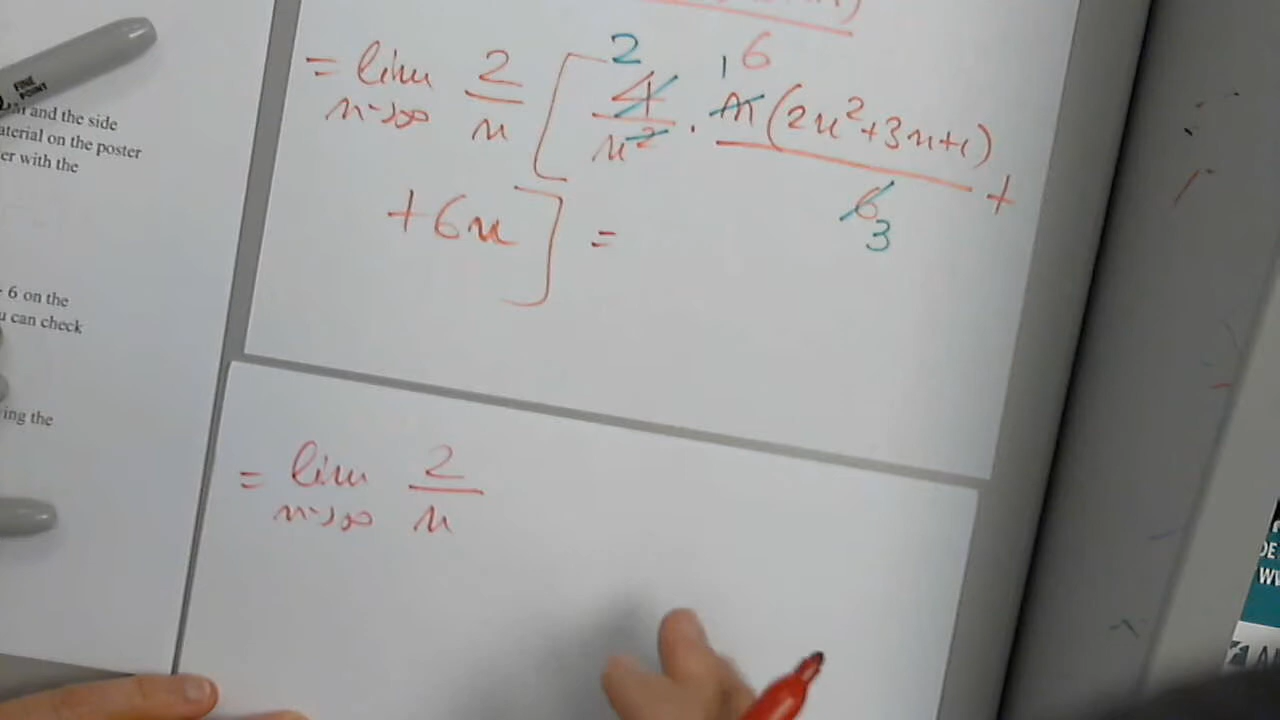 FINE
POINT
and the side
aterial on the poster
er with the
6 on the
u can check
ing the
6
= lim n->∞ 2/n [ 4/n² · n(2n²+3n+1)/6 +
2 1
3
+ 6n ] =
= lim n->∞ 2/n